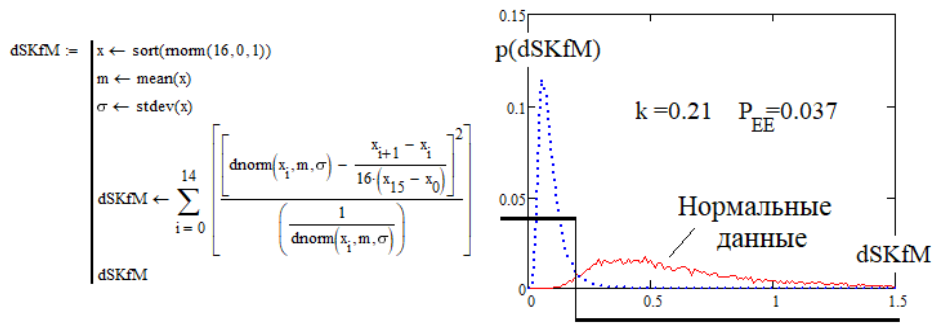 dSKfM := x ← sort(rnorm(16,0,1))
m ← mean(x)
σ ← stdev(x)
dSKfM ← ∑ i = 0 14 [ [ dnorm(x_i, m, σ) − (x_{i+1} − x_i) / (16·(x_15 − x_0)) ]^2 / ( 1 / dnorm(x_i, m, σ) ) ]
dSKfM
0.15
p(dSKfM)
0.1
k =0.21 P_EE=0.037
0.05
Нормальные
данные
dSKfM
0
0 0.5 1 1.5